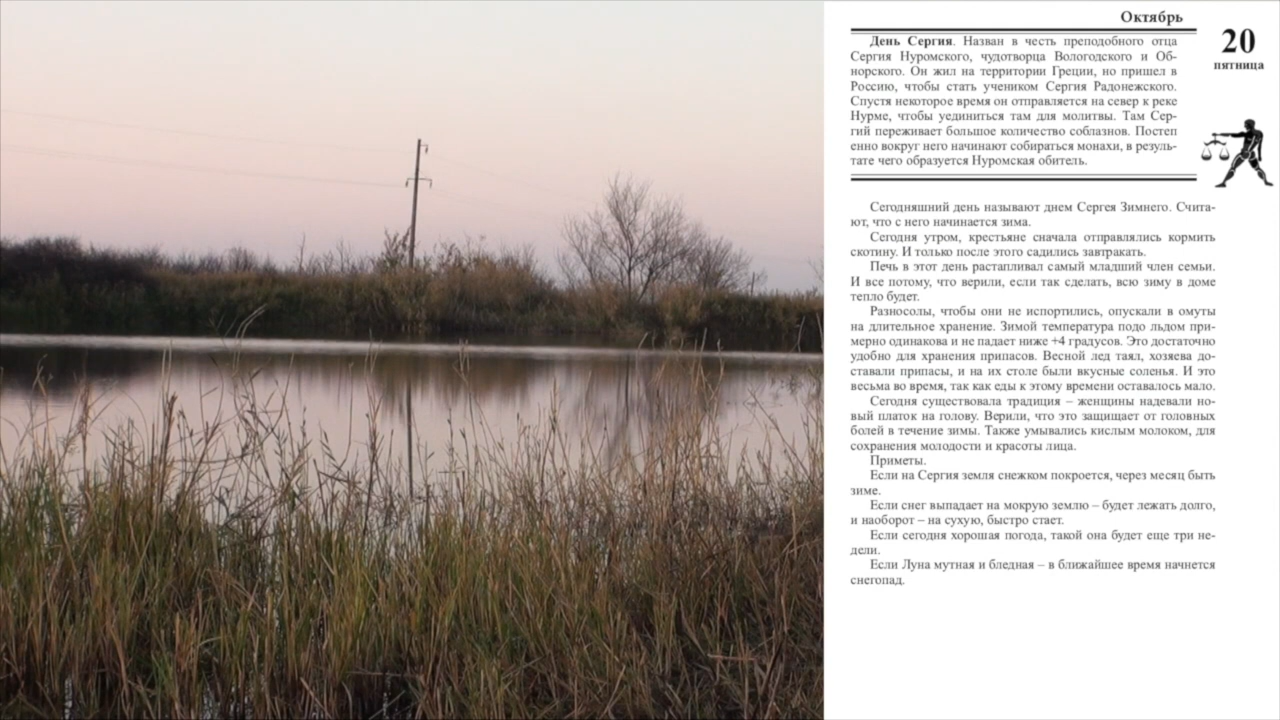 Октябрь
20
пятница
День Сергия. Назван в честь преподобного отца
Сергия Нуромского, чудотворца Вологодского и Об-
норского. Он жил на территории Греции, но пришел в
Россию, чтобы стать учеником Сергия Радонежского.
Спустя некоторое время он отправляется на север к реке
Нурме, чтобы уединиться там для молитвы. Там Сер-
гий переживает большое количество соблазнов. Постеп
енно вокруг него начинают собираться монахи, в резуль-
тате чего образуется Нуромская обитель.
Сегодняшний день называют днем Сергея Зимнего. Счита-
ют, что с него начинается зима.
Сегодня утром, крестьяне сначала отправлялись кормить
скотину. И только после этого садились завтракать.
Печь в этот день растапливал самый младший член семьи.
И все потому, что верили, если так сделать, всю зиму в доме
тепло будет.
Разносолы, чтобы они не испортились, опускали в омуты
на длительное хранение. Зимой температура подо льдом при-
мерно одинакова и не падает ниже +4 градусов. Это достаточно
удобно для хранения припасов. Весной лед таял, хозяева до-
ставали припасы, и на их столе были вкусные соленья. И это
весьма во время, так как еды к этому времени оставалось мало.
Сегодня существовала традиция – женщины надевали но-
вый платок на голову. Верили, что это защищает от головных
болей в течение зимы. Также умывались кислым молоком, для
сохранения молодости и красоты лица.
Приметы.
Если на Сергия земля снежком покроется, через месяц быть
зиме.
Если снег выпадает на мокрую землю – будет лежать долго,
и наоборот – на сухую, быстро стает.
Если сегодня хорошая погода, такой она будет еще три не-
дели.
Если Луна мутная и бледная – в ближайшее время начнется
снегопад.